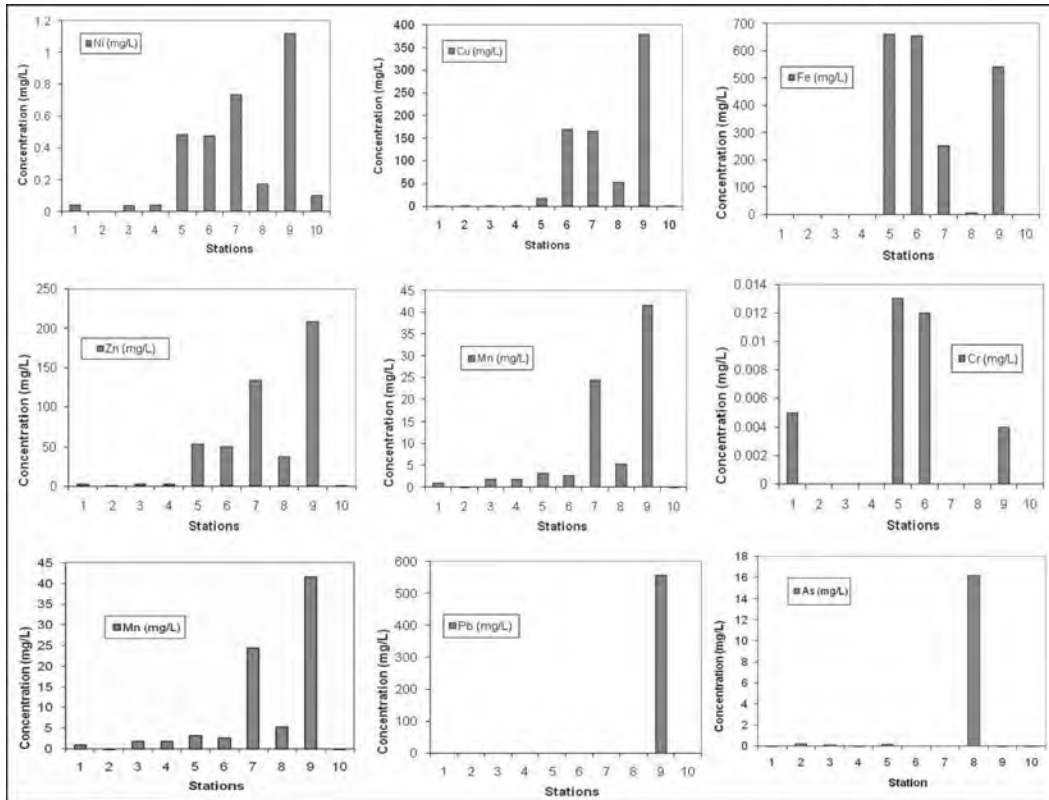 Ni (mg/L)
Concentration (mg/L)
1.2
1
0.8
0.6
0.4
0.2
0
1 2 3 4 5 6 7 8 9 10
Stations
Cu (mg/L)
Concentration (mg/L)
400
350
300
250
200
150
100
50
0
1 2 3 4 5 6 7 8 9 10
Stations
Fe (mg/L)
Concentration (mg/L)
700
600
500
400
300
200
100
0
1 2 3 4 5 6 7 8 9 10
Stations
Zn (mg/L)
Concentration (mg/L)
250
200
150
100
50
0
1 2 3 4 5 6 7 8 9 10
Stations
Mn (mg/L)
Concentration (mg/L)
45
40
35
30
25
20
15
10
5
0
1 2 3 4 5 6 7 8 9 10
Stations
Cr (mg/L)
Concentration (mg/L)
0.014
0.012
0.01
0.008
0.006
0.004
0.002
0
1 2 3 4 5 6 7 8 9 10
Stations
Mn (mg/L)
Concentration (mg/L)
45
40
35
30
25
20
15
10
5
0
1 2 3 4 5 6 7 8 9 10
Stations
Pb (mg/L)
Concentration (mg/L)
600
500
400
300
200
100
0
1 2 3 4 5 6 7 8 9 10
Stations
As (mg/L)
Concentration (mg/L)
18
16
14
12
10
8
6
4
2
0
1 2 3 4 5 6 7 8 9 10
Station